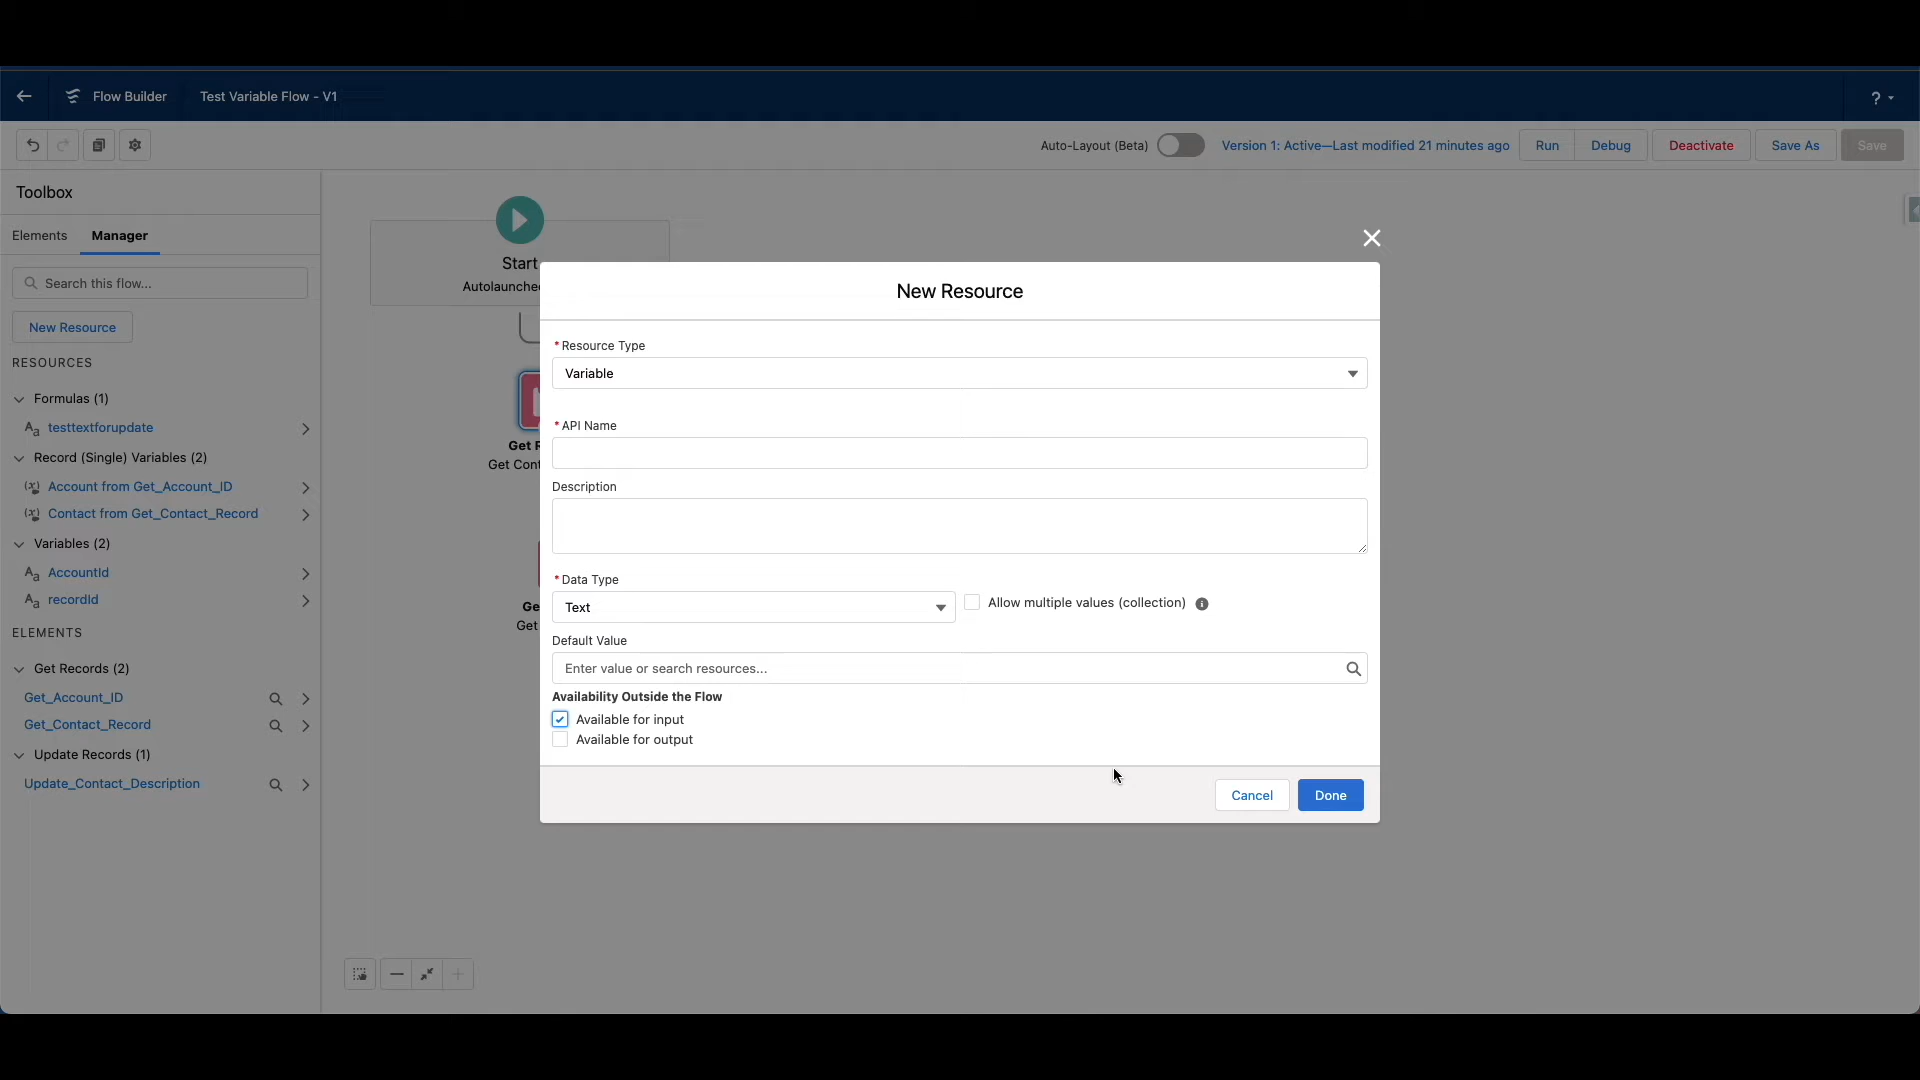 Flow Builder
Test Variable Flow - V1
?
Auto-Layout (Beta)
Version 1: Active—Last modified 21 minutes ago
Run
Debug
Deactivate
Save As
Save
Toolbox
Elements
Manager
Search this flow...
New Resource
RESOURCES
Formulas (1)
Aa testtextforupdate
Record (Single) Variables (2)
Account from Get_Account_ID
Contact from Get_Contact_Record
Variables (2)
Aa AccountId
Aa recordId
ELEMENTS
Get Records (2)
Get_Account_ID
Get_Contact_Record
Update Records (1)
Update_Contact_Description
Start
Autolaunche
Get
Get Cont
Ge
Get
New Resource
*Resource Type
Variable
*API Name
Description
*Data Type
Text
Allow multiple values (collection)
Default Value
Enter value or search resources...
Availability Outside the Flow
Available for input
Available for output
Cancel
Done